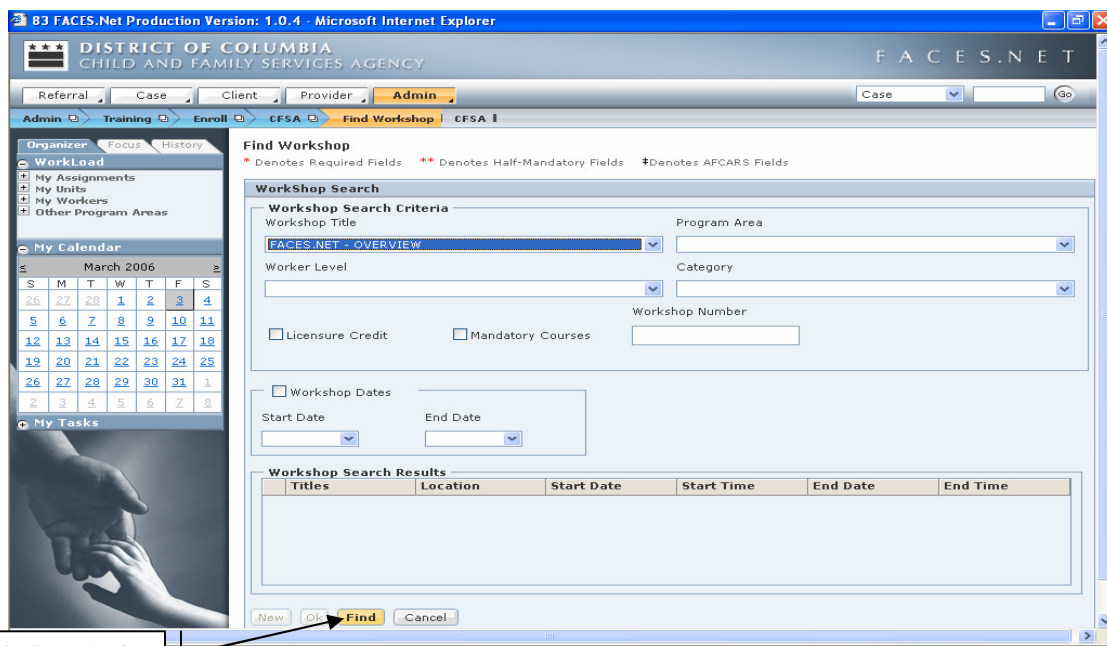 83 FACES.Net Production Version: 1.0.4 - Microsoft Internet Explorer
DISTRICT OF COLUMBIA
CHILD AND FAMILY SERVICES AGENCY
FACES.NET
Referral Case Client Provider Admin Case Go
Admin Training Enroll CFSA Find Workshop CFSA
Organizer Focus History
WorkLoad
My Assignments
My Units
My Workers
Other Program Areas
My Calendar
≤ March 2006 ≥
S M T W T F S
26 27 28 1 2 3 4
5 6 7 8 9 10 11
12 13 14 15 16 17 18
19 20 21 22 23 24 25
26 27 28 29 30 31 1
2 3 4 5 6 7 8
My Tasks
Find Workshop
* Denotes Required Fields ** Denotes Half-Mandatory Fields ‡Denotes AFCARS Fields
WorkShop Search
Workshop Search Criteria
Workshop Title Program Area
FACES.NET - OVERVIEW
Worker Level Category
Workshop Number
Licensure Credit Mandatory Courses
Workshop Dates
Start Date End Date
Workshop Search Results
Titles Location Start Date Start Time End Date End Time
New Ok Find Cancel